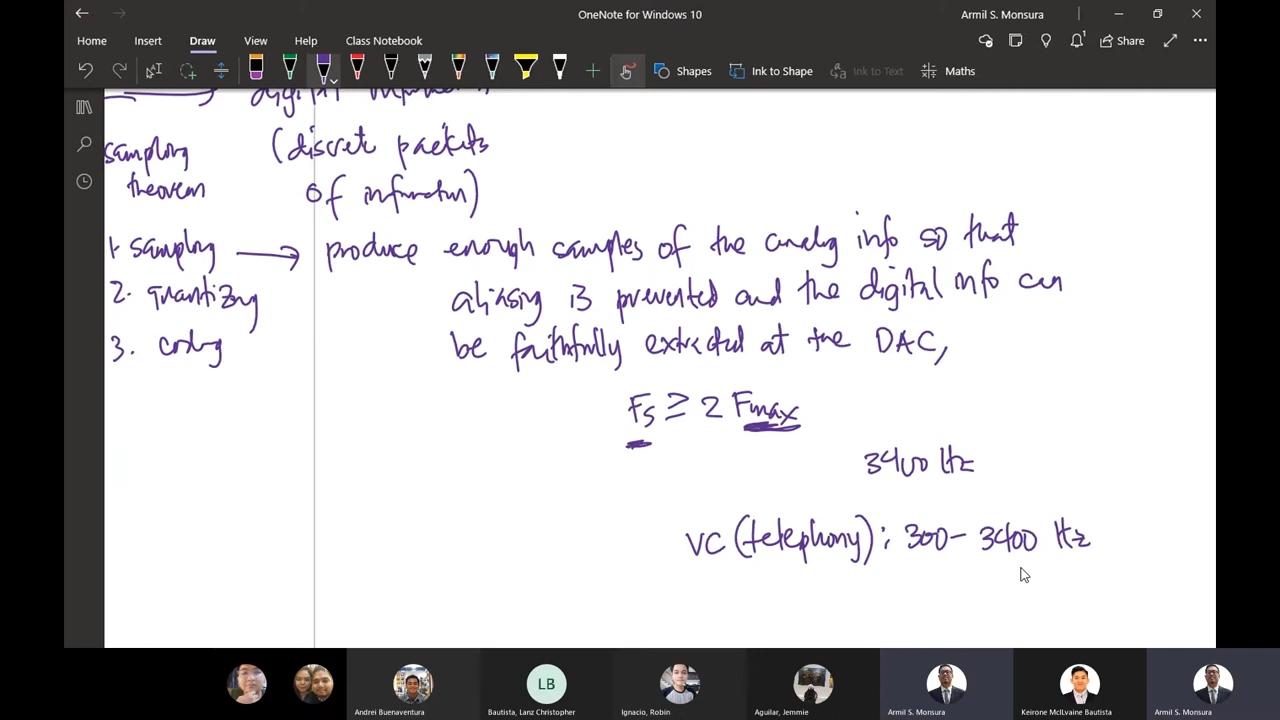 OneNote for Windows 10
Armil S. Monsura
Home Insert Draw View Help Class Notebook
Share
Shapes
Ink to Shape
Ink to Text
Maths
digital
sampling (discrete packets
theorem of
1. sampling → produce enough samples of the analog info so that
2. quantizing aliasing is prevented and the digital info can
3. coding be faithfully extracted at the DAC,
Fs ≥ 2 Fmax
3400 Hz
VC (telephony): 300 - 3400 Hz
LB
Andrei Buenaventura
Bautista, Lanz Christopher
Ignacio, Robin
Aguilar, Jemmie
Armil S. Monsura
Keirone McIlvaine Bautista
Armil S. Monsura